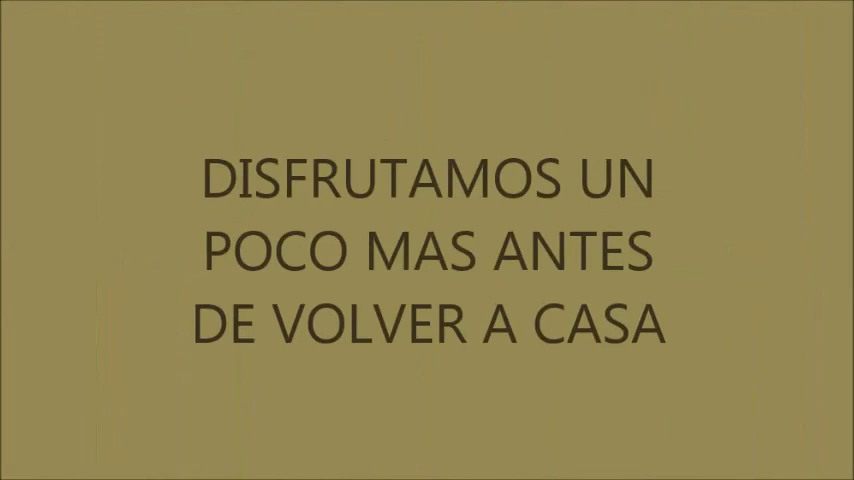 DISFRUTAMOS UN
POCO MAS ANTES
DE VOLVER A CASA